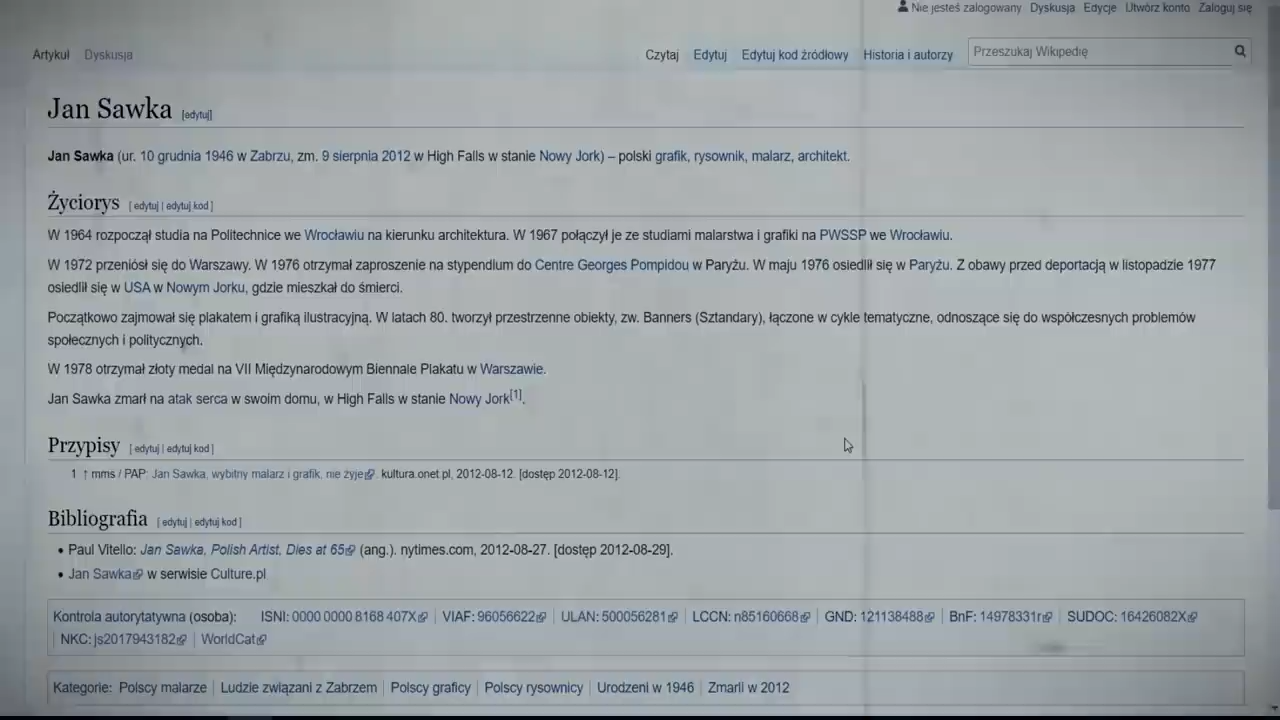 Nie jesteś zalogowany Dyskusja Edycje Utwórz konto Zaloguj się
Artykuł Dyskusja Czytaj Edytuj Edytuj kod źródłowy Historia i autorzy Przeszukaj Wikipedię
Jan Sawka [edytuj]
Jan Sawka (ur. 10 grudnia 1946 w Zabrzu, zm. 9 sierpnia 2012 w High Falls w stanie Nowy Jork) – polski grafik, rysownik, malarz, architekt.
Życiorys [ edytuj | edytuj kod ]
W 1964 rozpoczął studia na Politechnice we Wrocławiu na kierunku architektura. W 1967 połączył je ze studiami malarstwa i grafiki na PWSSP we Wrocławiu.
W 1972 przeniósł się do Warszawy. W 1976 otrzymał zaproszenie na stypendium do Centre Georges Pompidou w Paryżu. W maju 1976 osiedlił się w Paryżu. Z obawy przed deportacją w listopadzie 1977
osiedlił się w USA w Nowym Jorku, gdzie mieszkał do śmierci.
Początkowo zajmował się plakatem i grafiką ilustracyjną. W latach 80. tworzył przestrzenne obiekty, zw. Banners (Sztandary), łączone w cykle tematyczne, odnoszące się do współczesnych problemów
społecznych i politycznych.
W 1978 otrzymał złoty medal na VII Międzynarodowym Biennale Plakatu w Warszawie.
Jan Sawka zmarł na atak serca w swoim domu, w High Falls w stanie Nowy Jork[1].
Przypisy [ edytuj | edytuj kod ]
1 ↑ mms / PAP: Jan Sawka, wybitny malarz i grafik, nie żyje. kultura.onet.pl, 2012-08-12. [dostęp 2012-08-12].
Bibliografia [ edytuj | edytuj kod ]
• Paul Vitello: Jan Sawka, Polish Artist, Dies at 65 (ang.). nytimes.com, 2012-08-27. [dostęp 2012-08-29].
• Jan Sawka w serwisie Culture.pl
Kontrola autorytatywna (osoba): ISNI: 0000 0000 8168 407X | VIAF: 96056622 | ULAN: 500056281 | LCCN: n85160668 | GND: 121138488 | BnF: 14978331r | SUDOC: 16426082X
NKC: js2017943182 | WorldCat
Kategorie: Polscy malarze | Ludzie związani z Zabrzem | Polscy graficy | Polscy rysownicy | Urodzeni w 1946 | Zmarli w 2012